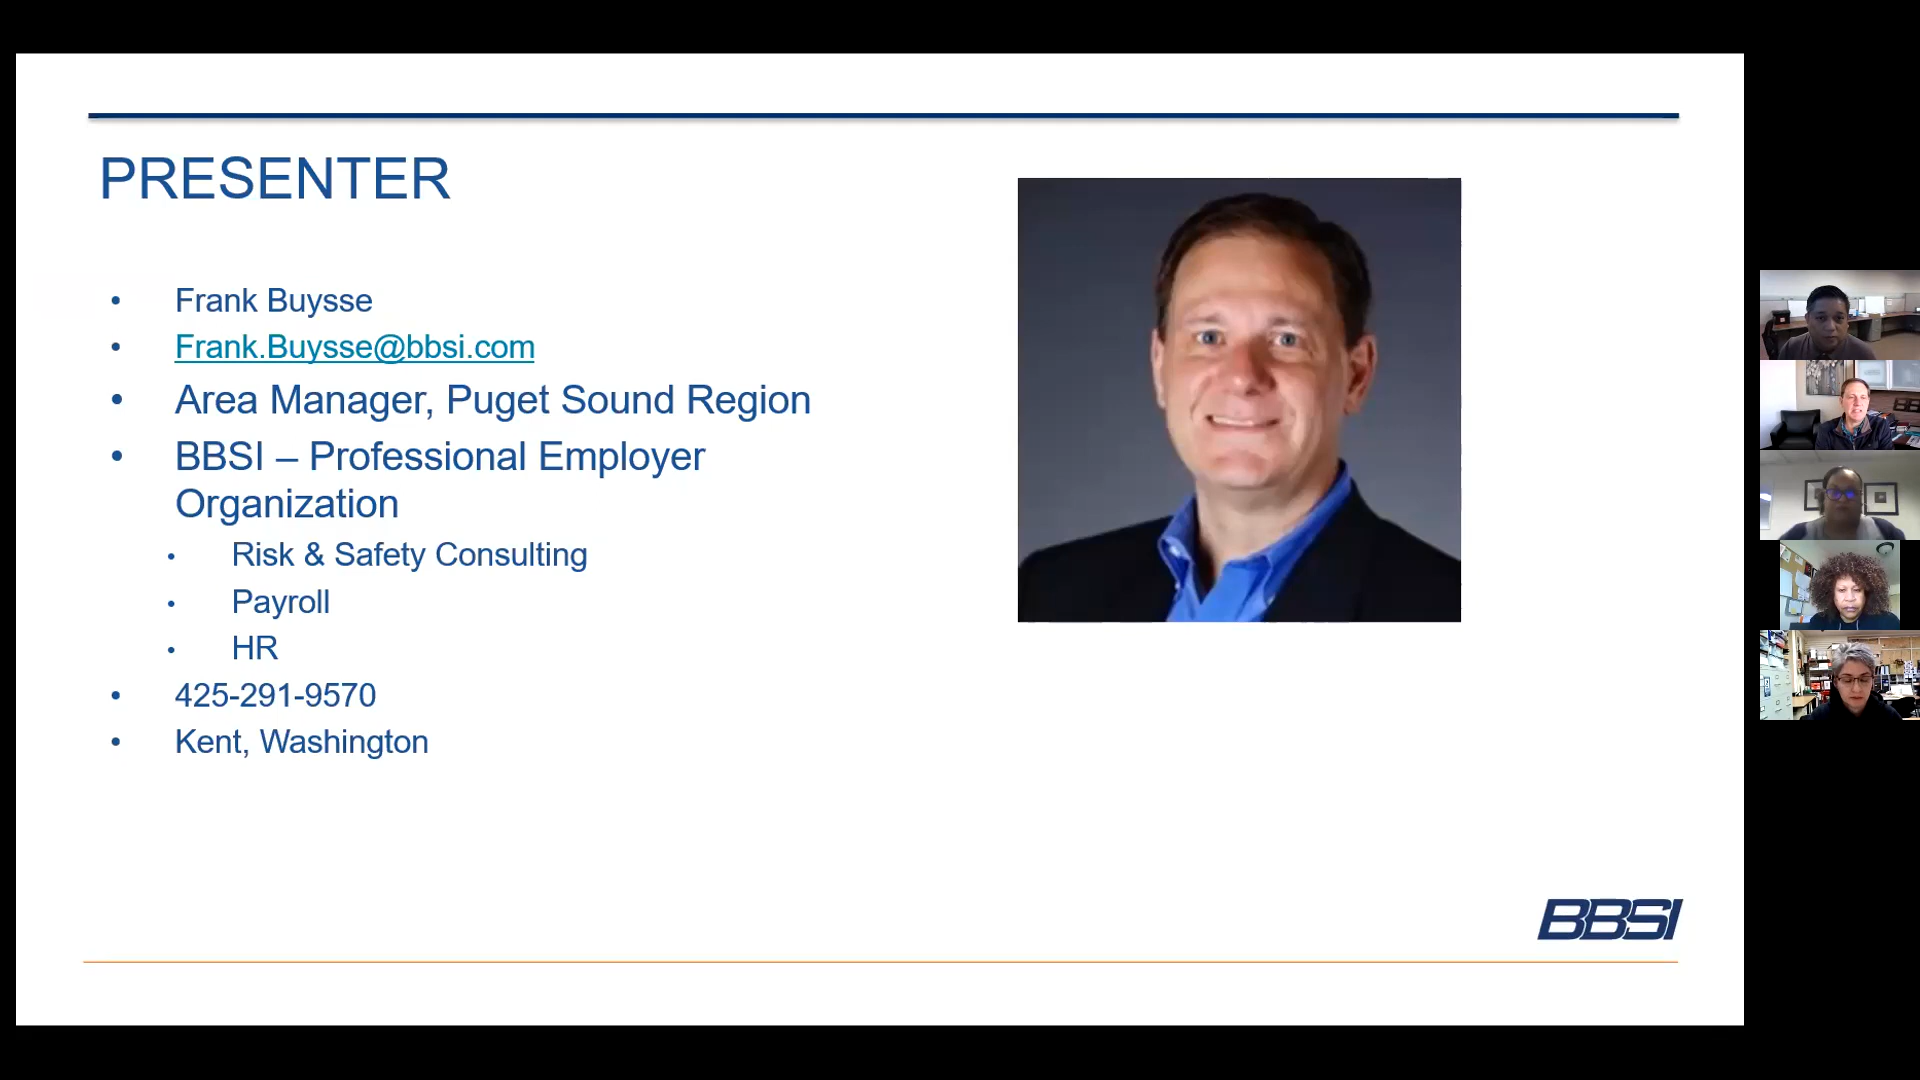 PRESENTER
• Frank Buysse
• Frank.Buysse@bbsi.com
• Area Manager, Puget Sound Region
• BBSI – Professional Employer
Organization
• Risk & Safety Consulting
• Payroll
• HR
• 425-291-9570
• Kent, Washington
BBSI